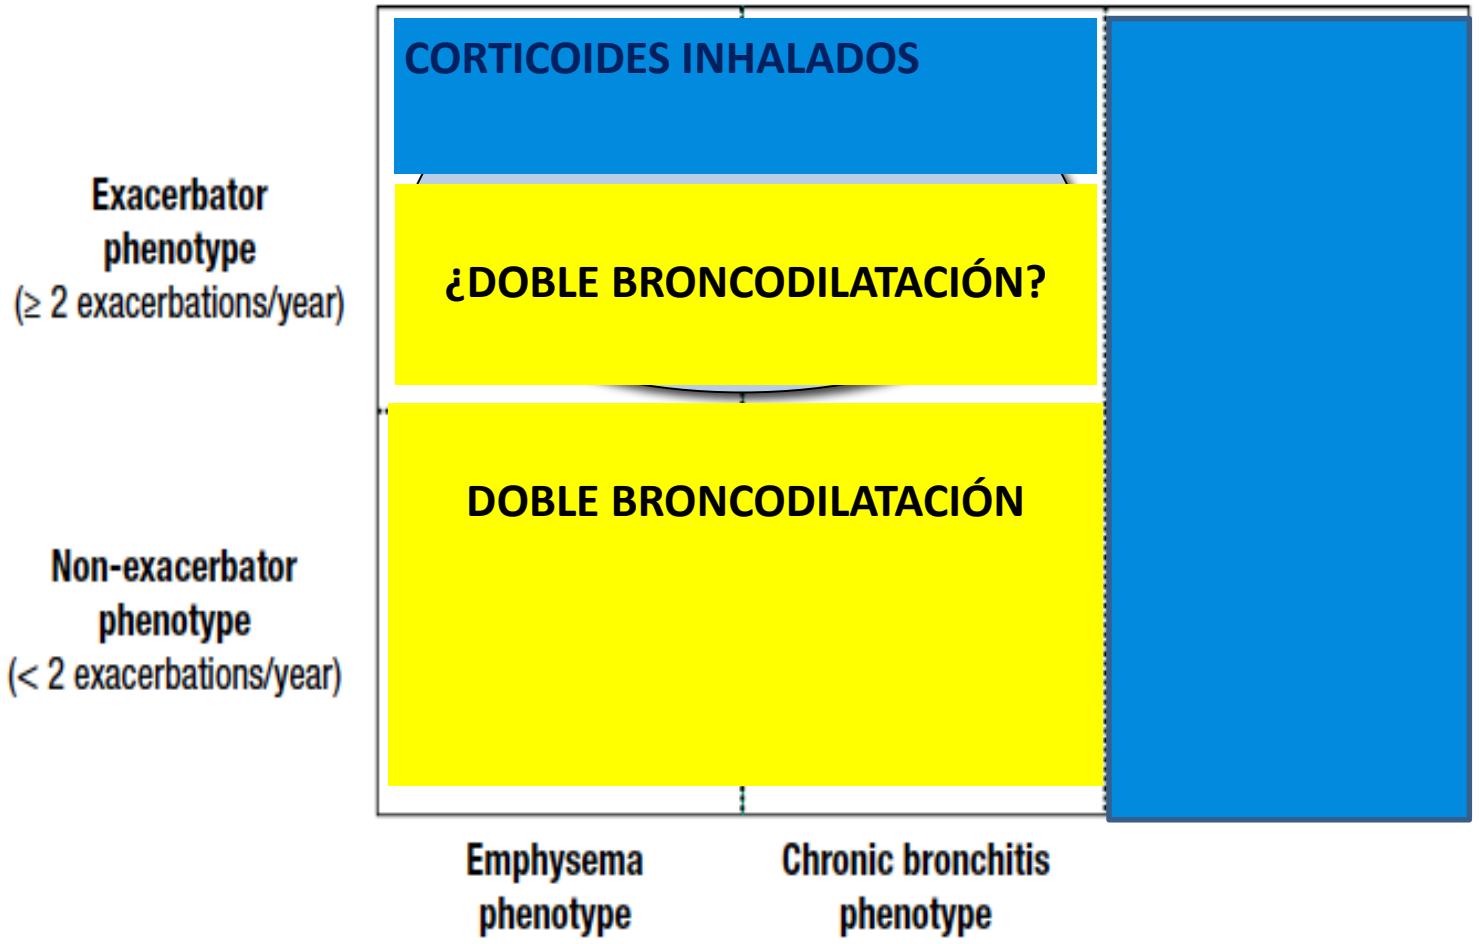 CORTICOIDES INHALADOS
Exacerbator
phenotype
(≥ 2 exacerbations/year)
¿DOBLE BRONCODILATACIÓN?
DOBLE BRONCODILATACIÓN
Non-exacerbator
phenotype
(< 2 exacerbations/year)
Emphysema
phenotype
Chronic bronchitis
phenotype